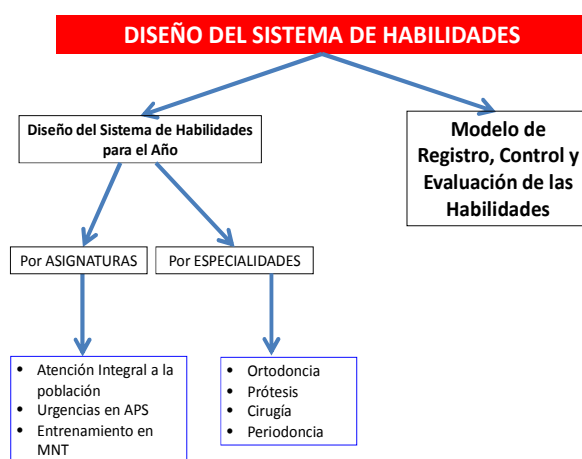 DISEÑO DEL SISTEMA DE HABILIDADES
Diseño del Sistema de Habilidades
para el Año
Modelo de
Registro, Control y
Evaluación de las
Habilidades
Por ASIGNATURAS
Por ESPECIALIDADES
• Atención Integral a la
población
• Urgencias en APS
• Entrenamiento en
MNT
• Ortodoncia
• Prótesis
• Cirugía
• Periodoncia